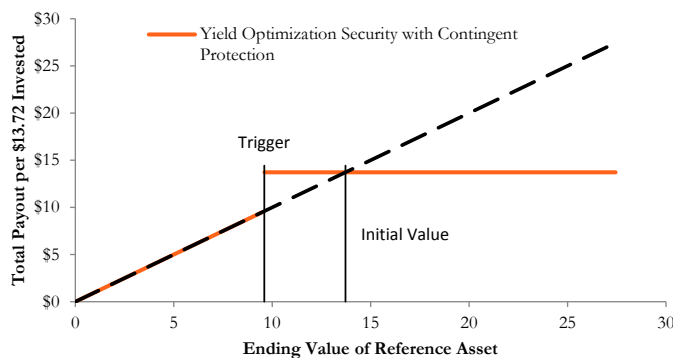 $30
$25
$20
$15
$10
$5
$0
Total Payout per $13.72 Invested
Yield Optimization Security with Contingent
Protection
Trigger
Initial Value
0 5 10 15 20 25 30
Ending Value of Reference Asset